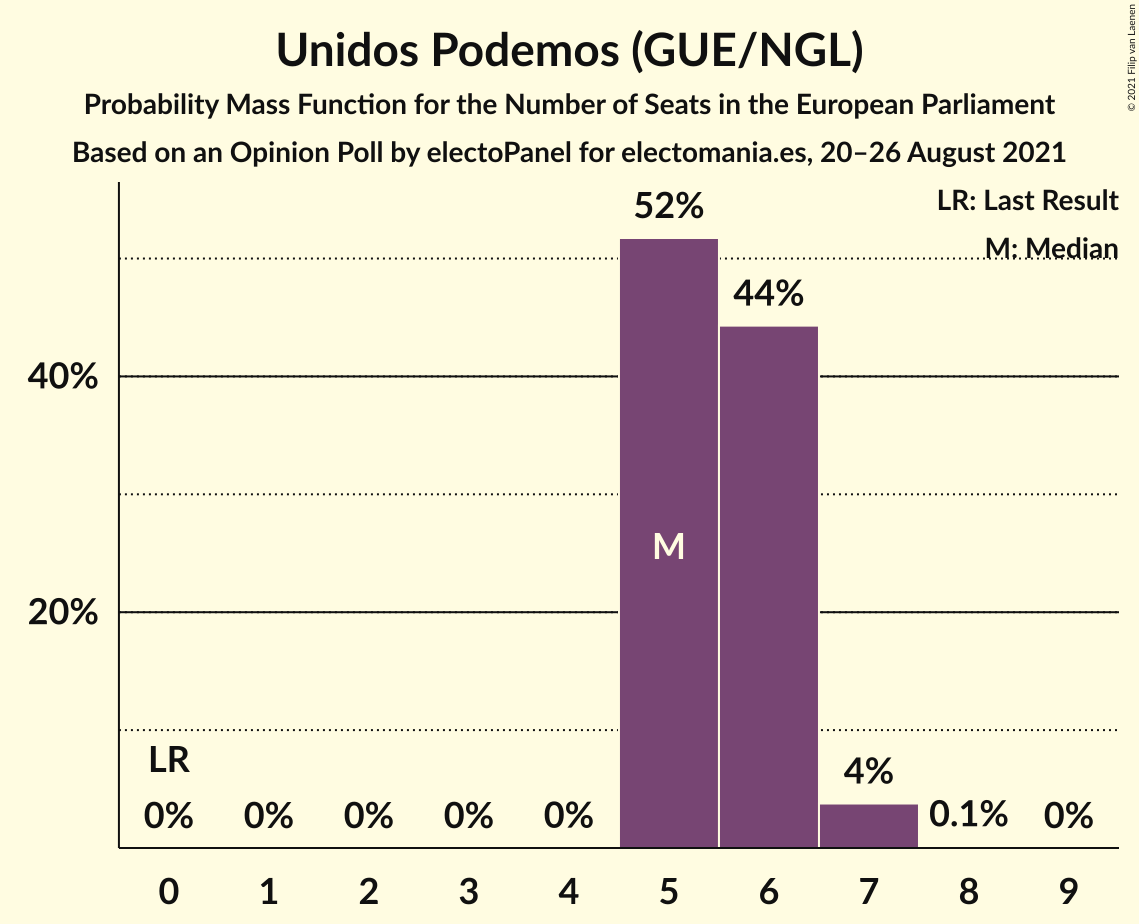 Unidos Podemos (GUE/NGL)
Probability Mass Function for the Number of Seats in the European Parliament
Based on an Opinion Poll by electoPanel for electomania.es, 20–26 August 2021
© 2021 Filip van Laenen
LR: Last Result
M: Median
52%
44%
40%
M
20%
LR
4%
0% 0% 0% 0% 0% 0.1% 0%
0 1 2 3 4 5 6 7 8 9